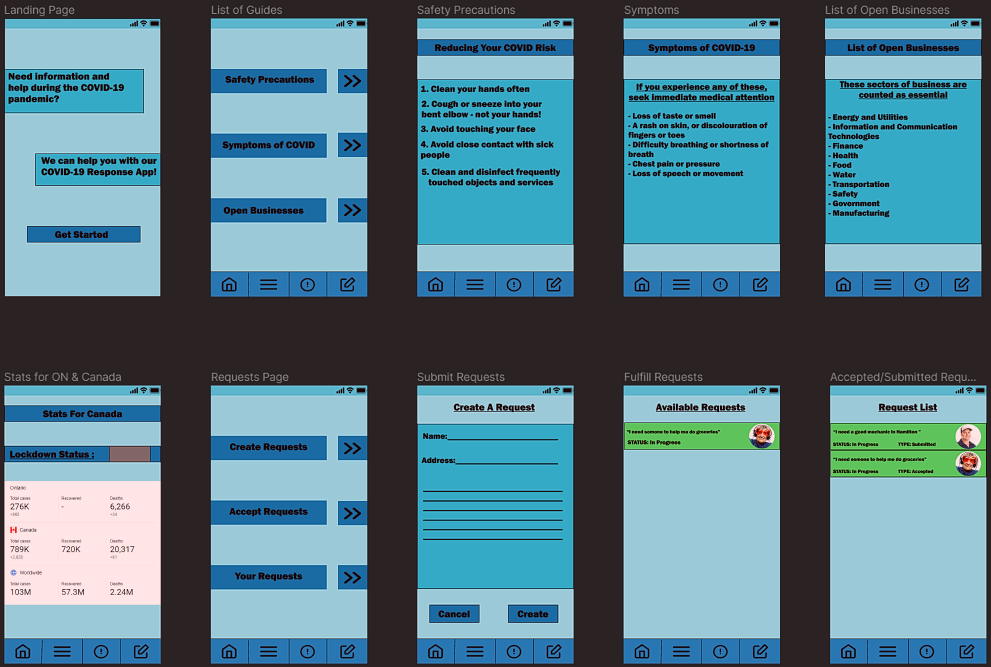 Landing Page
Need information and
help during the COVID-19
pandemic?
We can help you with our
COVID-19 Response App!
Get Started
List of Guides
Safety Precautions
Symptoms of COVID
Open Businesses
Safety Precautions
Reducing Your COVID Risk
1. Clean your hands often
2. Cough or sneeze into your
bent elbow - not your hands!
3. Avoid touching your face
4. Avoid close contact with sick
people
5. Clean and disinfect frequently
touched objects and services
Symptoms
Symptoms of COVID-19
If you experience any of these,
seek immediate medical attention
- Loss of taste or smell
- A rash on skin, or discolouration of
fingers or toes
- Difficulty breathing or shortness of
breath
- Chest pain or pressure
- Loss of speech or movement
List of Open Businesses
List of Open Businesses
These sectors of business are
counted as essential
- Energy and Utilities
- Information and Communication
Technologies
- Finance
- Health
- Food
- Water
- Transportation
- Safety
- Government
- Manufacturing
Stats for ON & Canada
Stats For Canada
Lockdown Status :
Ontario
Total cases Recovered Deaths
276K - 6,266
Canada
Total cases Recovered Deaths
789K 720K 20,317
Worldwide
Total cases Recovered Deaths
103M 57.3M 2.24M
Requests Page
Create Requests
Accept Requests
Your Requests
Submit Requests
Create A Request
Name:
Address:
Cancel Create
Fulfill Requests
Available Requests
"I need somone to help me do groceries"
STATUS: In Progress
Accepted/Submitted Requ...
Request List
"I need a good mechanic in Hamilton "
STATUS: In Progress TYPE: Submitted
"I need somone to help me do groceries"
STATUS: In Progress TYPE: Accepted